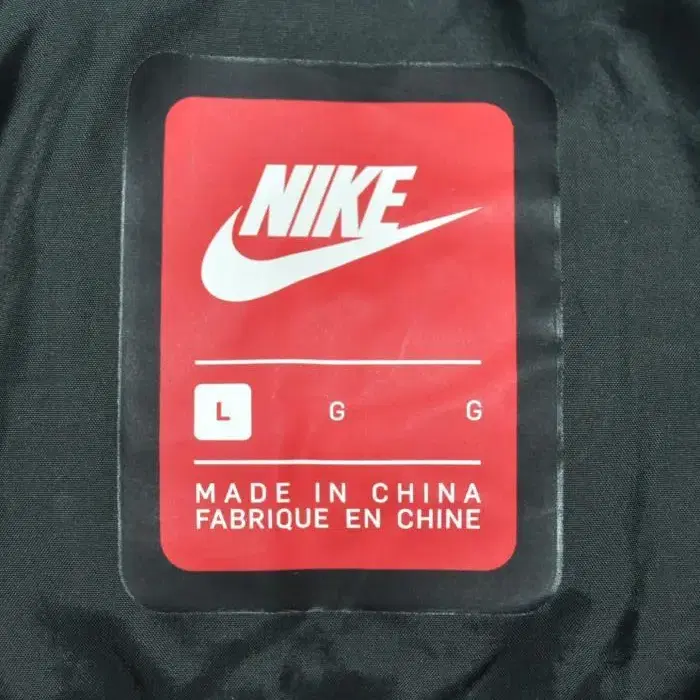 NIKE
L G G
MADE IN CHINA
FABRIQUE EN CHINE